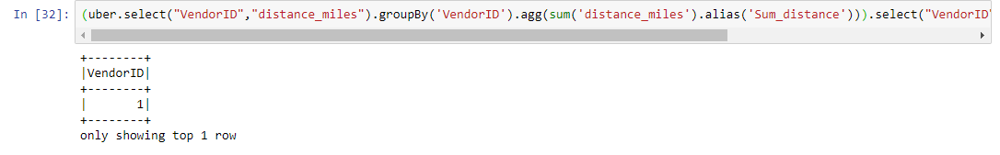 In [32]: (uber.select("VendorID","distance_miles").groupBy('VendorID').agg(sum('distance_miles').alias('Sum_distance'))).select("VendorID"
+--------+
|VendorID|
+--------+
|       1|
+--------+
only showing top 1 row